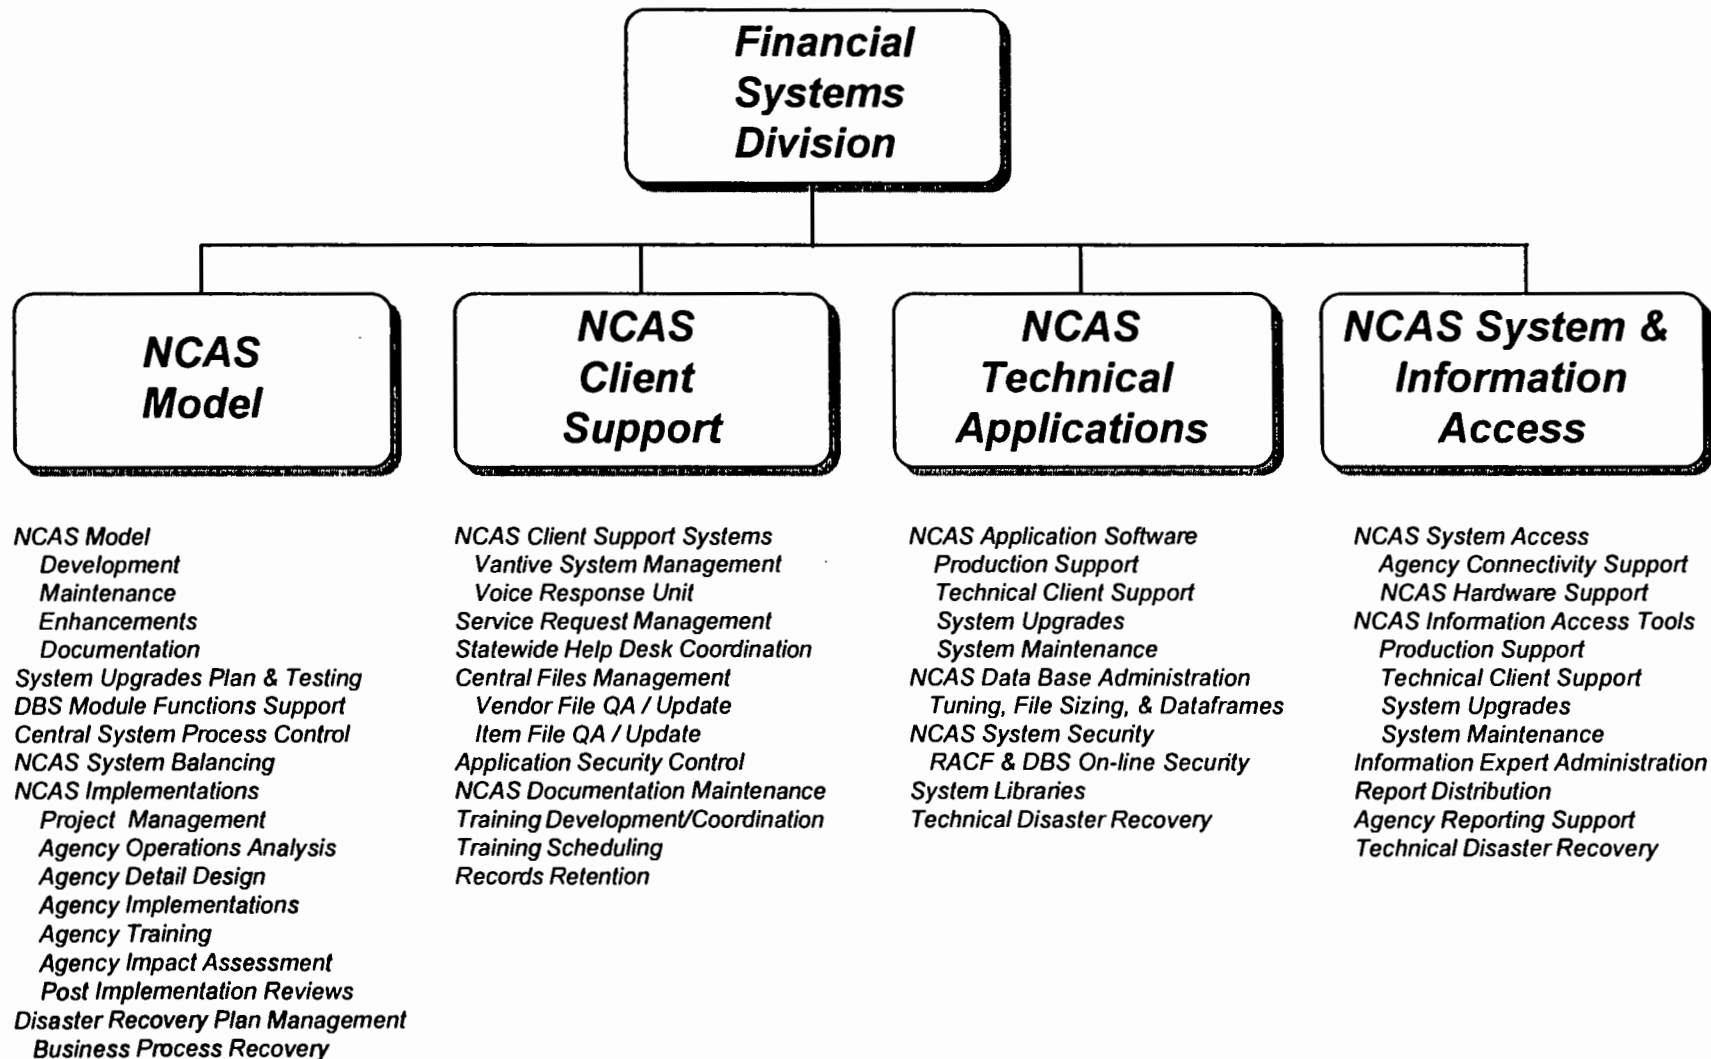 Financial
Systems
Division
NCAS
Model
NCAS
Client
Support
NCAS
Technical
Applications
NCAS System &
Information
Access
NCAS Model
Development
Maintenance
Enhancements
Documentation
System Upgrades Plan & Testing
DBS Module Functions Support
Central System Process Control
NCAS System Balancing
NCAS Implementations
Project Management
Agency Operations Analysis
Agency Detail Design
Agency Implementations
Agency Training
Agency Impact Assessment
Post Implementation Reviews
Disaster Recovery Plan Management
Business Process Recovery
NCAS Client Support Systems
Vantive System Management
Voice Response Unit
Service Request Management
Statewide Help Desk Coordination
Central Files Management
Vendor File QA / Update
Item File QA / Update
Application Security Control
NCAS Documentation Maintenance
Training Development/Coordination
Training Scheduling
Records Retention
NCAS Application Software
Production Support
Technical Client Support
System Upgrades
System Maintenance
NCAS Data Base Administration
Tuning, File Sizing, & Dataframes
NCAS System Security
RACF & DBS On-line Security
System Libraries
Technical Disaster Recovery
NCAS System Access
Agency Connectivity Support
NCAS Hardware Support
NCAS Information Access Tools
Production Support
Technical Client Support
System Upgrades
System Maintenance
Information Expert Administration
Report Distribution
Agency Reporting Support
Technical Disaster Recovery